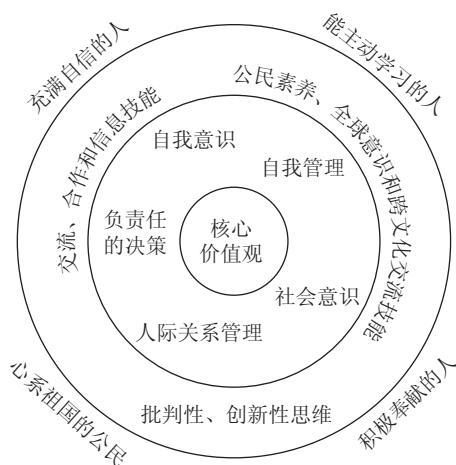 充满自信的人
能主动学习的人
交流、合作和信息技能
公民素养、全球意识和跨文化交流技能
自我意识
自我管理
负责任
的决策
核心
价值观
社会意识
人际关系管理
批判性、创新性思维
心系祖国的公民
积极奉献的人